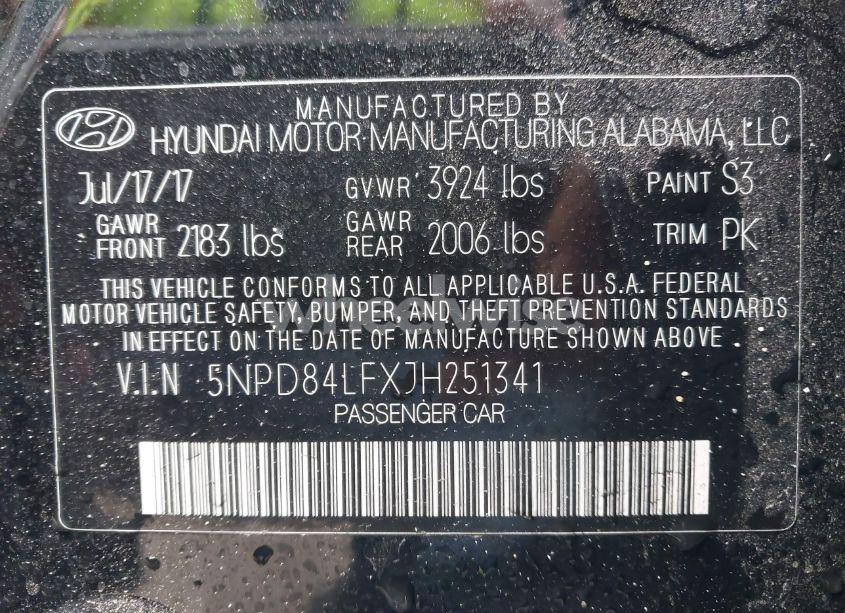 MANUFACTURED BY
HYUNDAI MOTOR MANUFACTURING ALABAMA, LLC
Jul/17/17 GVWR 3924 lbs PAINT S3
GAWR FRONT 2183 lbs GAWR REAR 2006 lbs TRIM PK
THIS VEHICLE CONFORMS TO ALL APPLICABLE U.S.A. FEDERAL
MOTOR VEHICLE SAFETY, BUMPER, AND THEFT PREVENTION STANDARDS
IN EFFECT ON THE DATE OF MANUFACTURE SHOWN ABOVE
V.I.N 5NPD84LFXJH251341
PASSENGER CAR
wheelwise